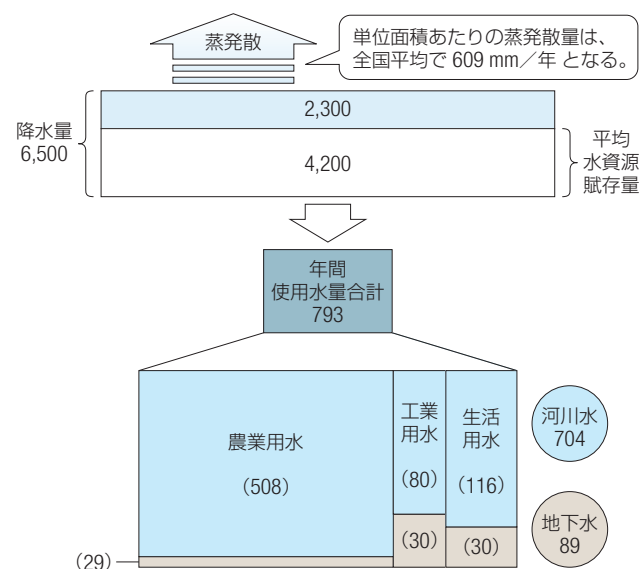 蒸発散
単位面積あたりの蒸発散量は、
全国平均で 609 mm／年 となる。
降水量
6,500
2,300
4,200
平均
水資源
賦存量
年間
使用水量合計
793
農業用水
(508)
工業
用水
(80)
生活
用水
(116)
河川水
704
(29)
(30)
(30)
地下水
89